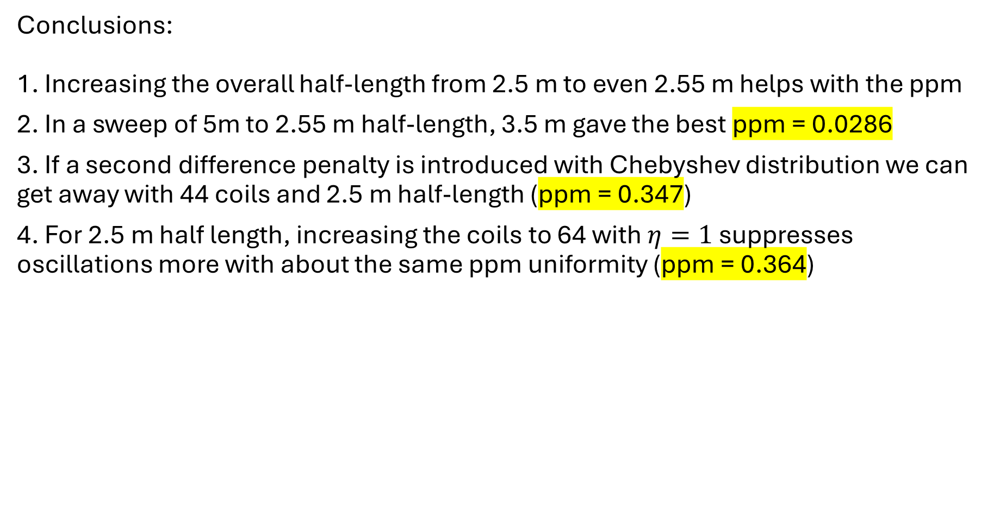 Conclusions:
1. Increasing the overall half-length from 2.5 m to even 2.55 m helps with the ppm
2. In a sweep of 5m to 2.55 m half-length, 3.5 m gave the best ppm = 0.0286
3. If a second difference penalty is introduced with Chebyshev distribution we can
get away with 44 coils and 2.5 m half-length (ppm = 0.347)
4. For 2.5 m half length, increasing the coils to 64 with η = 1 suppresses
oscillations more with about the same ppm uniformity (ppm = 0.364)